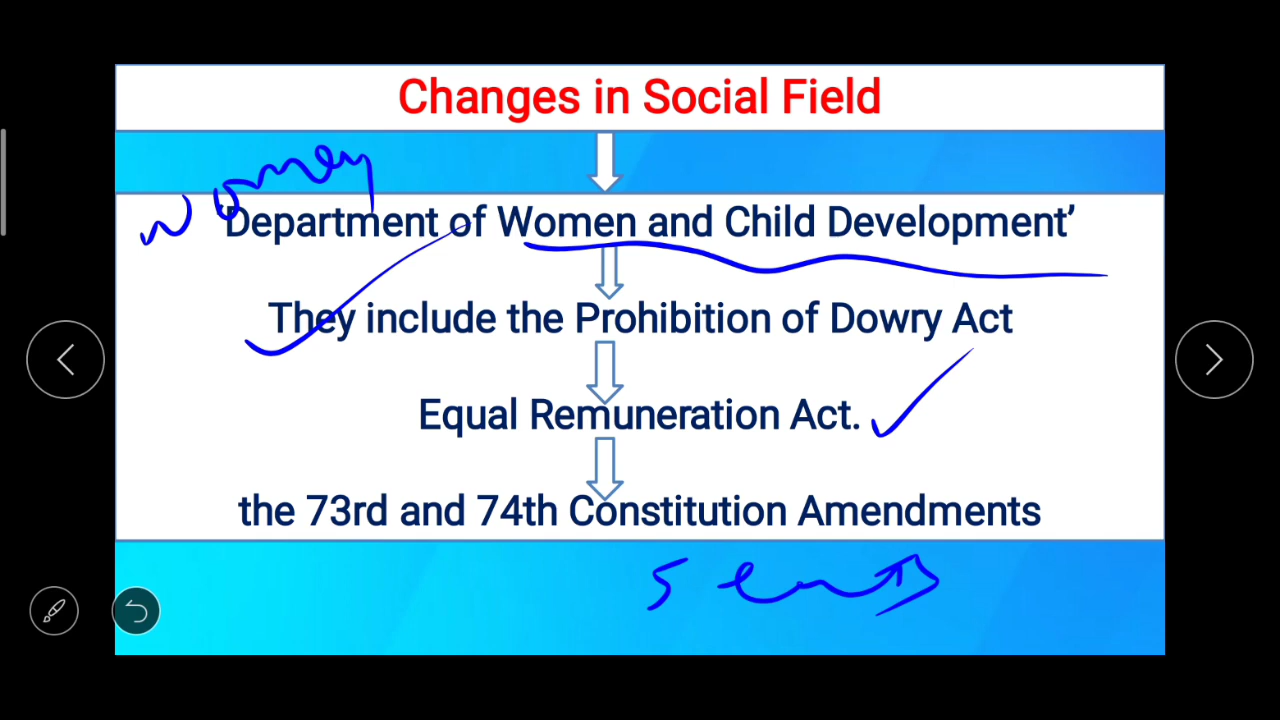 Changes in Social Field
women
‘Department of Women and Child Development’
They include the Prohibition of Dowry Act
Equal Remuneration Act.
the 73rd and 74th Constitution Amendments